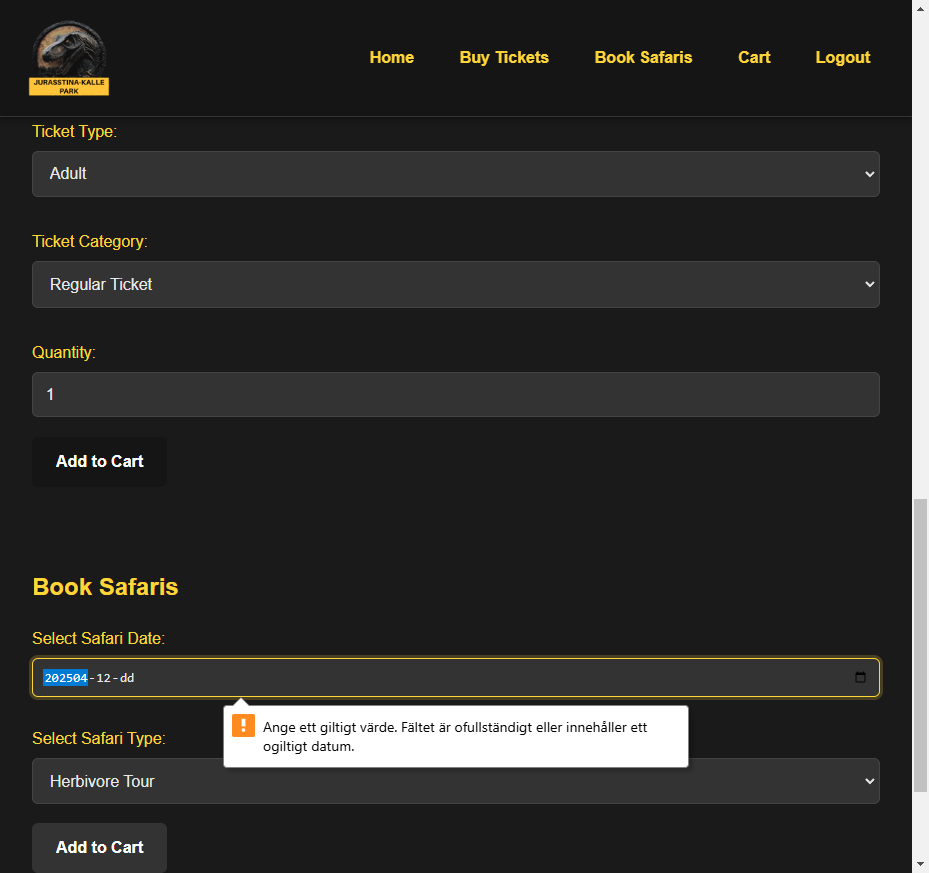 JURASSTINA-KALLE
PARK
Home
Buy Tickets
Book Safaris
Cart
Logout
Ticket Type:
Adult
Ticket Category:
Regular Ticket
Quantity:
1
Add to Cart
Book Safaris
Select Safari Date:
202504-12-dd
Ange ett giltigt värde. Fältet är ofullständigt eller innehåller ett
ogiltigt datum.
Select Safari Type:
Herbivore Tour
Add to Cart